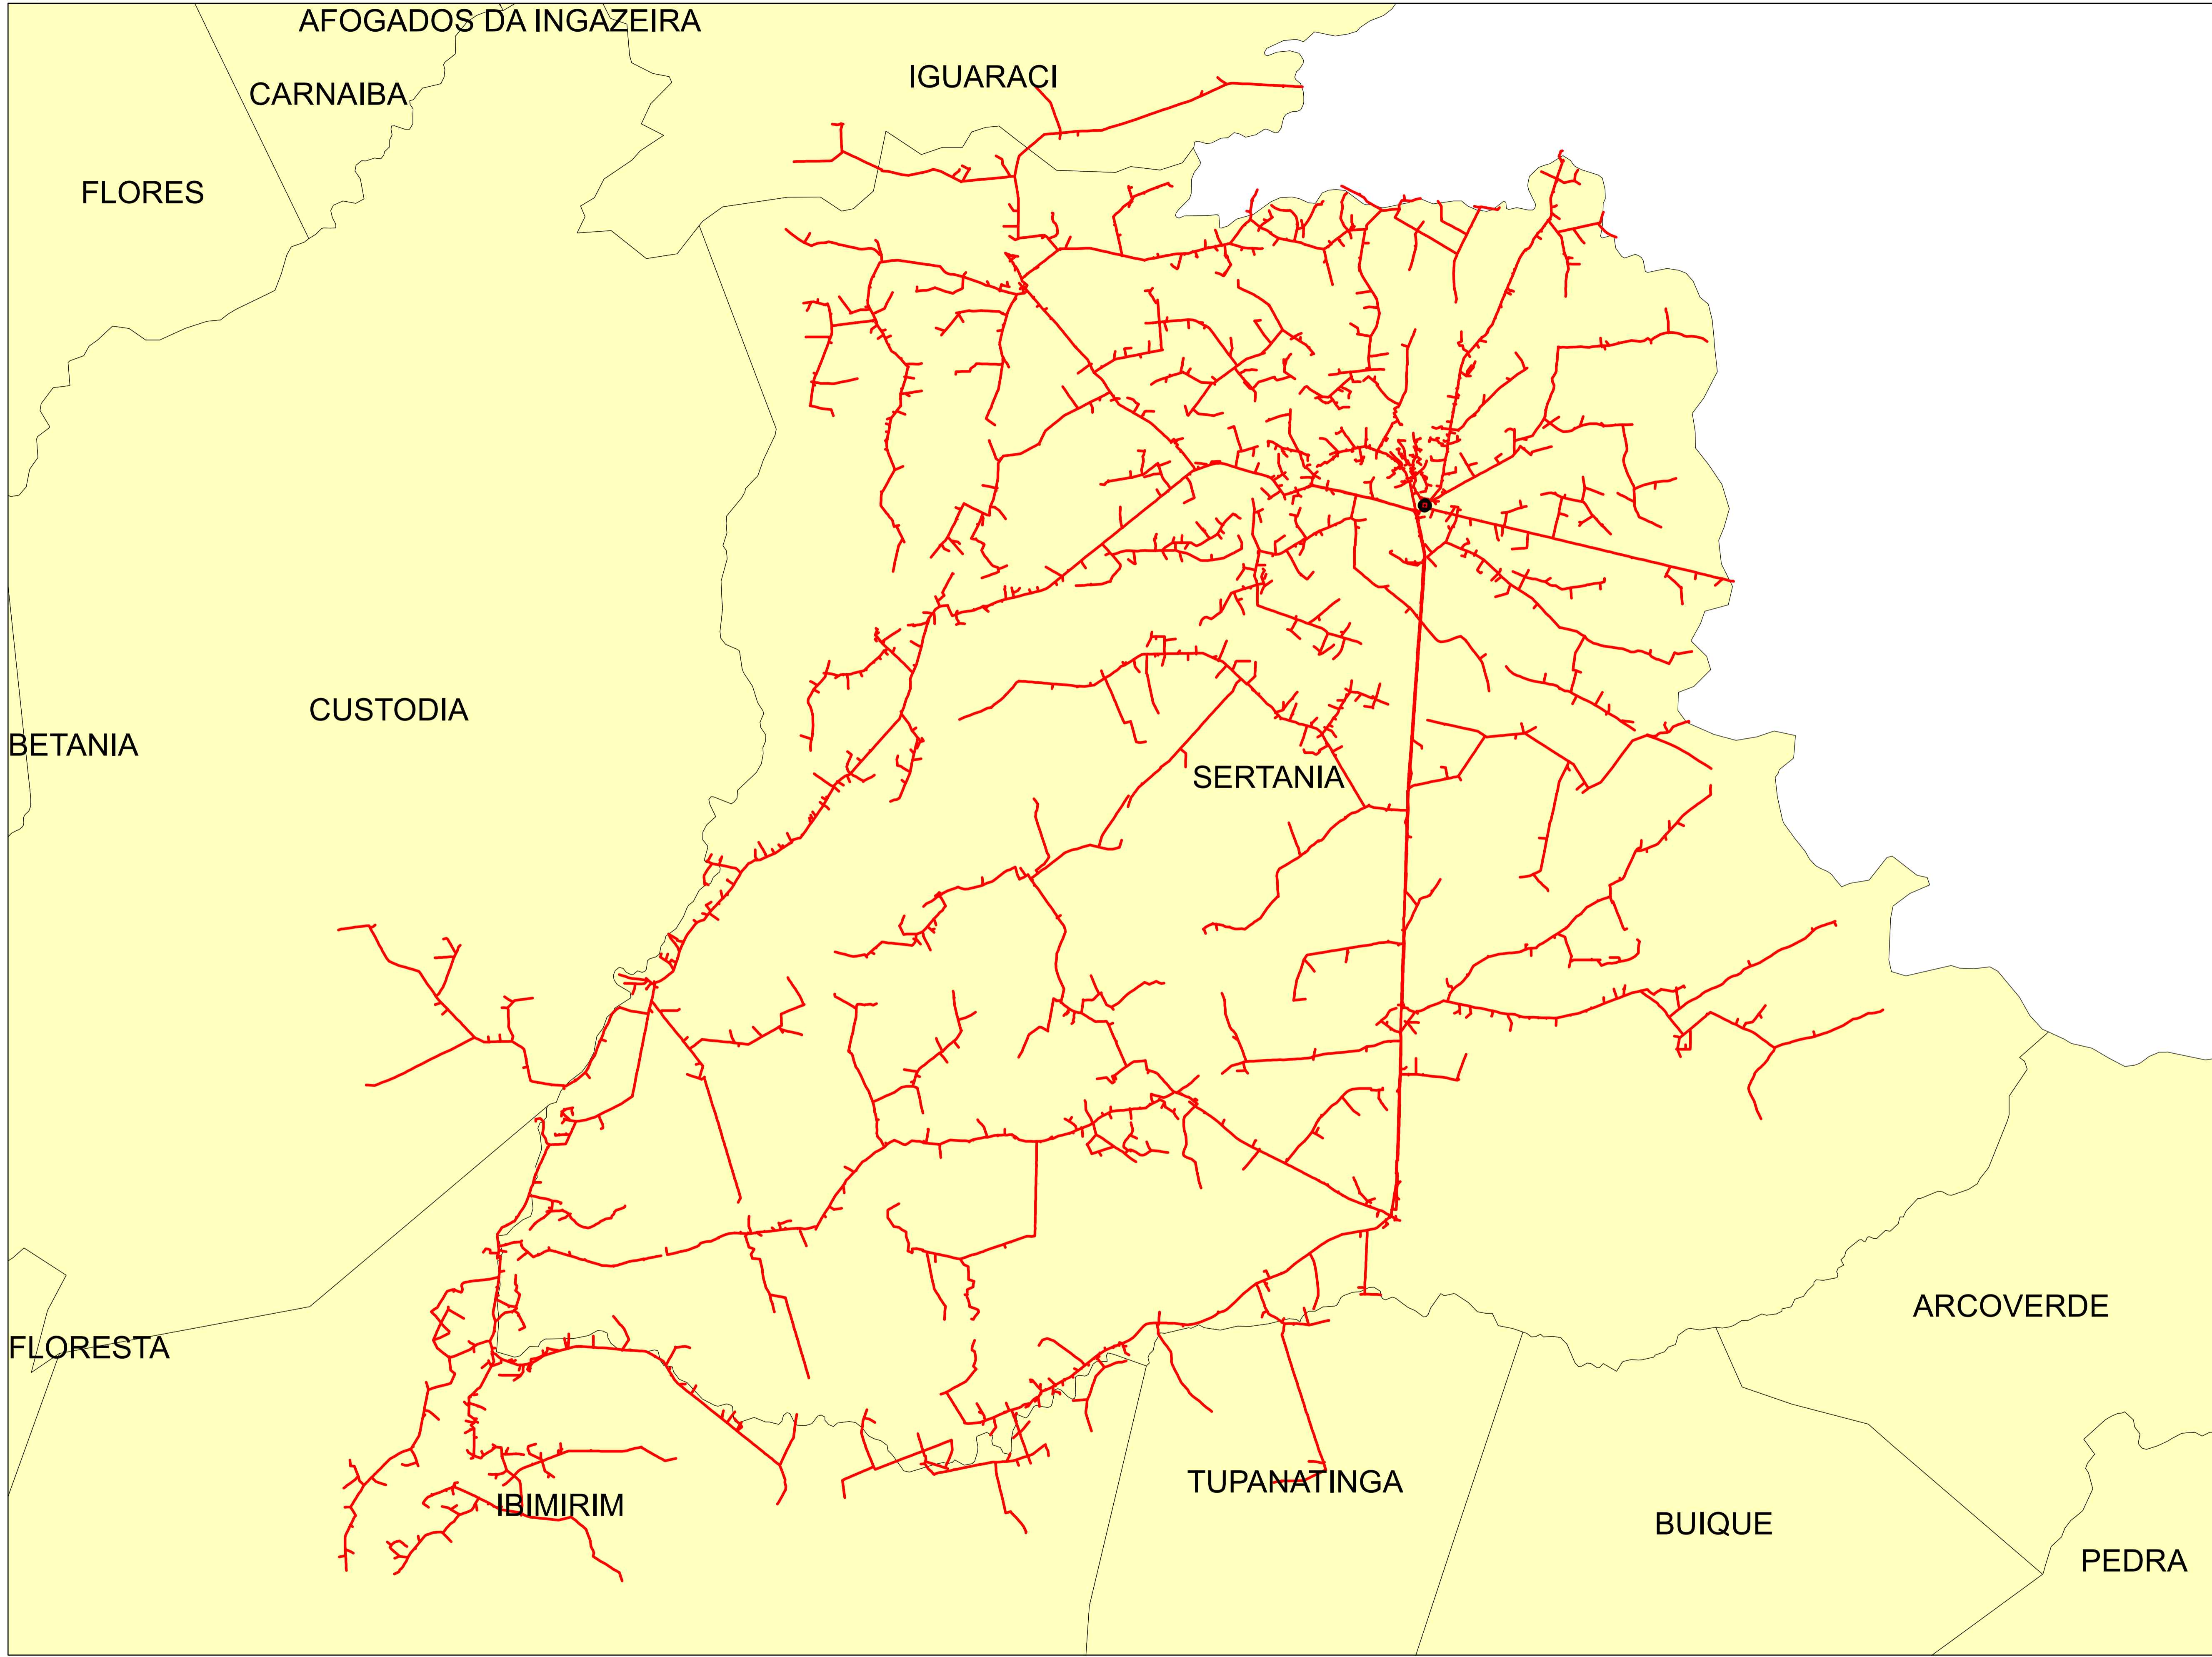 AFOGADOS DA INGAZEIRA
IGUARACI
CARNAIBA
FLORES
CUSTODIA
BETANIA
SERTANIA
ARCOVERDE
FLORESTA
TUPANATINGA
IBIMIRIM
BUIQUE
PEDRA